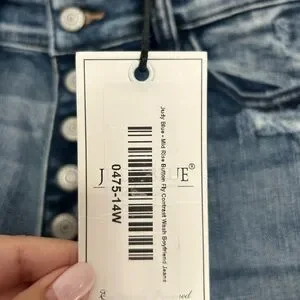 J E®
Judy Blue - Mid Rise Button Fly Contrast Wash Boyfriend Jeans
0475-14W